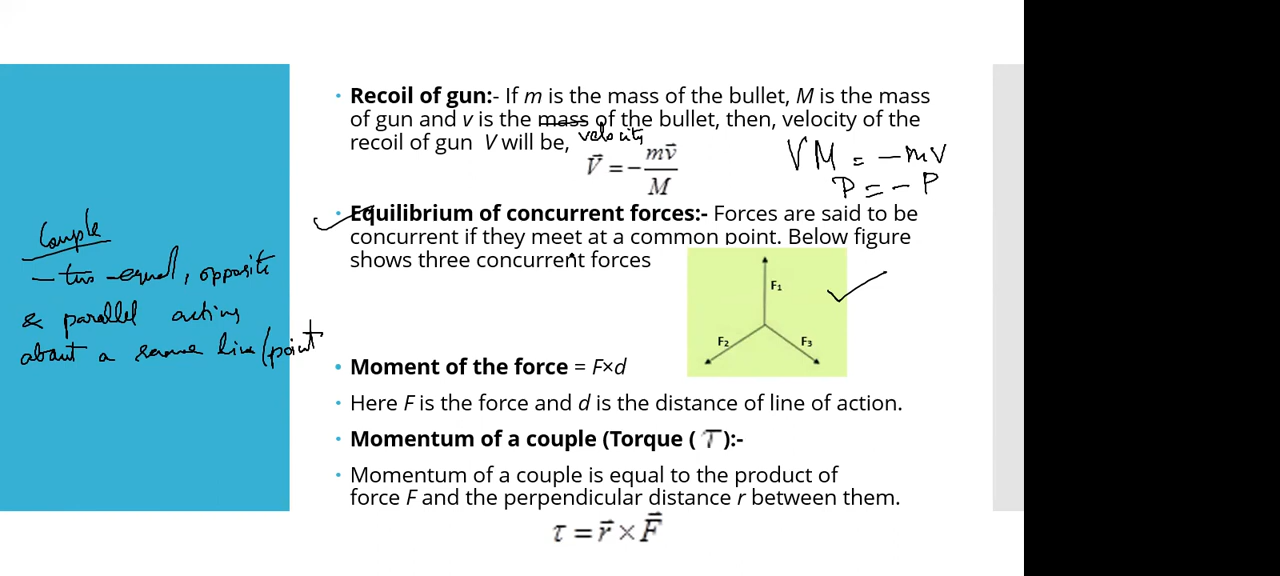 • Recoil of gun:- If m is the mass of the bullet, M is the mass
of gun and v is the mass of the bullet, then, velocity of the
velocity
recoil of gun V will be,
V⃗ = - mv⃗ / M
VM = - mv
P = - P
• Equilibrium of concurrent forces:- Forces are said to be
concurrent if they meet at a common point. Below figure
shows three concurrent forces
F₁
F₂
F₃
Couple
- two equal, opposite
& parallel acting
about a same line/point
• Moment of the force = F×d
• Here F is the force and d is the distance of line of action.
• Momentum of a couple (Torque ( τ ):-
• Momentum of a couple is equal to the product of
force F and the perpendicular distance r between them.
τ = r⃗ × F⃗